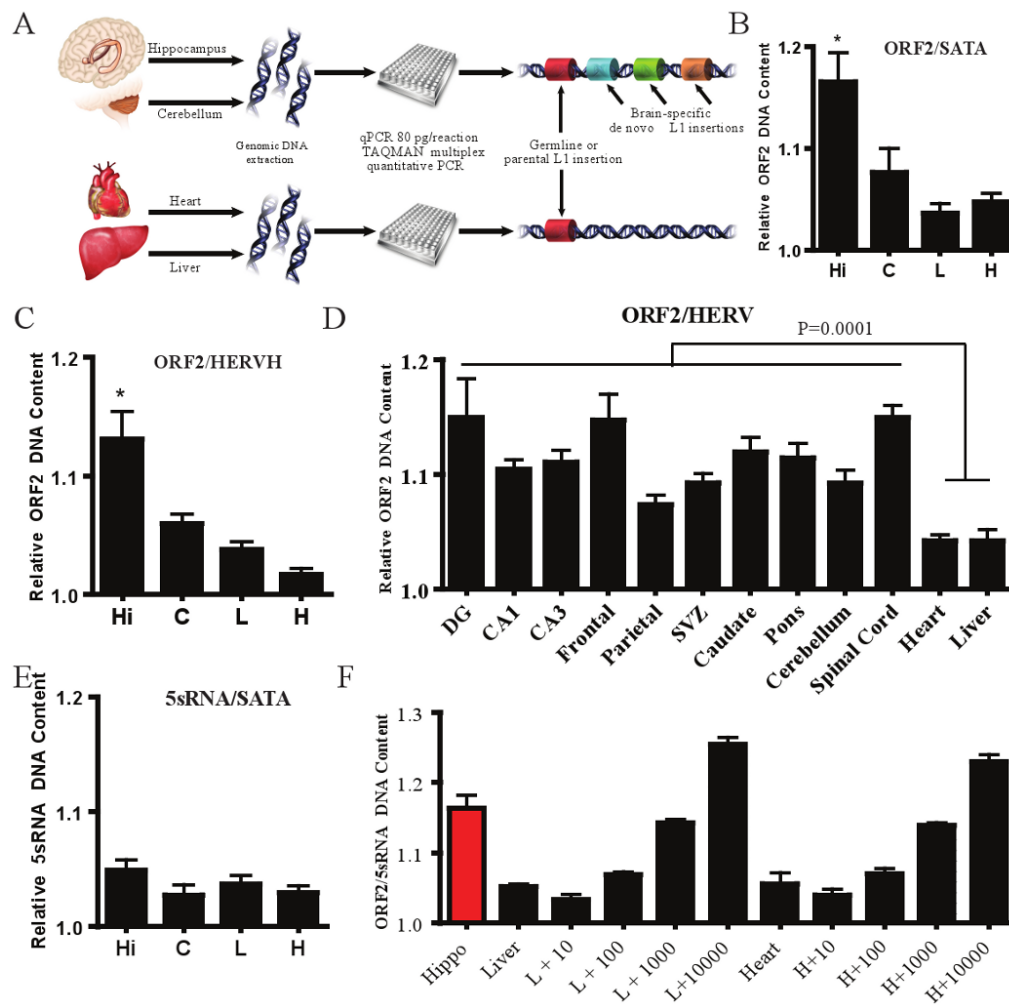 A
Hippocampus
Cerebellum
Genomic DNA
extraction
qPCR 80 pg/reaction
TAQMAN multiplex
quantitative PCR
Brain-specific
de novo L1 insertions
Germline or
parental L1 insertion
Heart
Liver
B
ORF2/SATA
Relative ORF2 DNA Content
1.2
1.1
1.0
*
Hi C L H
C
ORF2/HERVH
Relative ORF2 DNA Content
1.2
1.1
1.0
*
Hi C L H
D
ORF2/HERV
P=0.0001
Relative ORF2 DNA Content
1.2
1.1
1.0
DG CA1 CA3 Frontal Parietal SVZ Caudate Pons Cerebellum Spinal Cord Heart Liver
E
5sRNA/SATA
Relative 5sRNA DNA Content
1.2
1.1
1.0
Hi C L H
F
ORF2/5sRNA DNA Content
1.3
1.2
1.1
1.0
Hippo Liver L + 10 L + 100 L + 1000 L+10000 Heart H+10 H+100 H+1000 H+10000